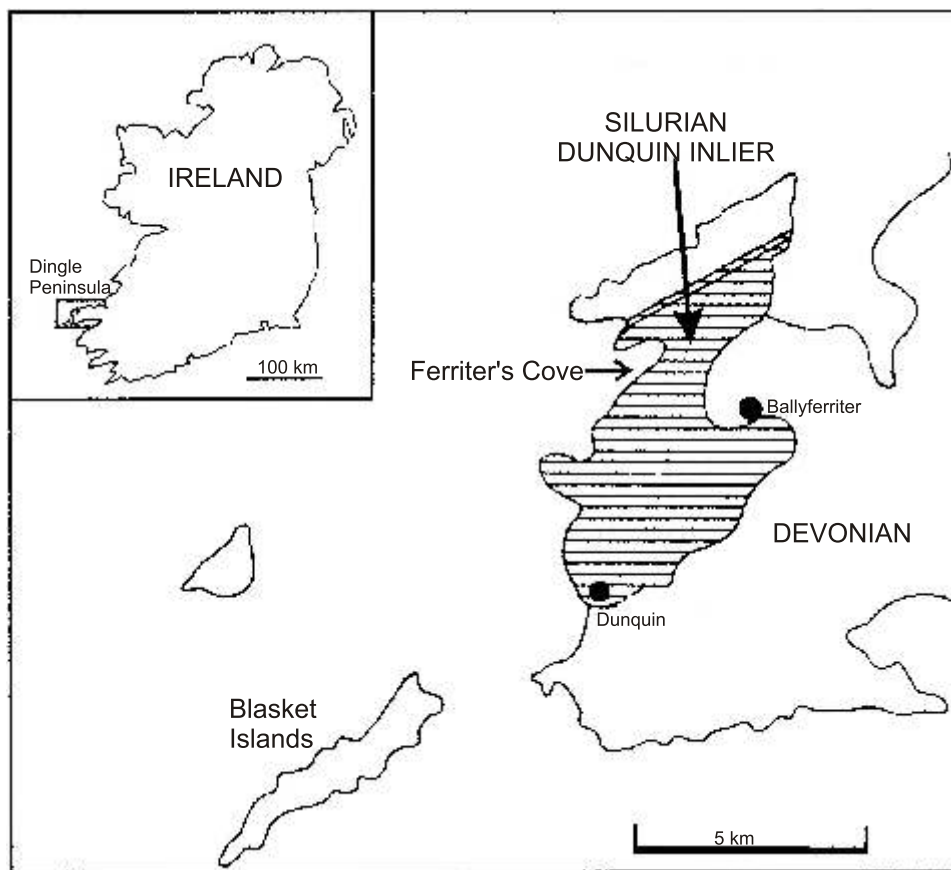 IRELAND
Dingle
Peninsula
100 km
SILURIAN
DUNQUIN INLIER
Ferriter's Cove
Ballyferriter
DEVONIAN
Dunquin
Blasket
Islands
5 km